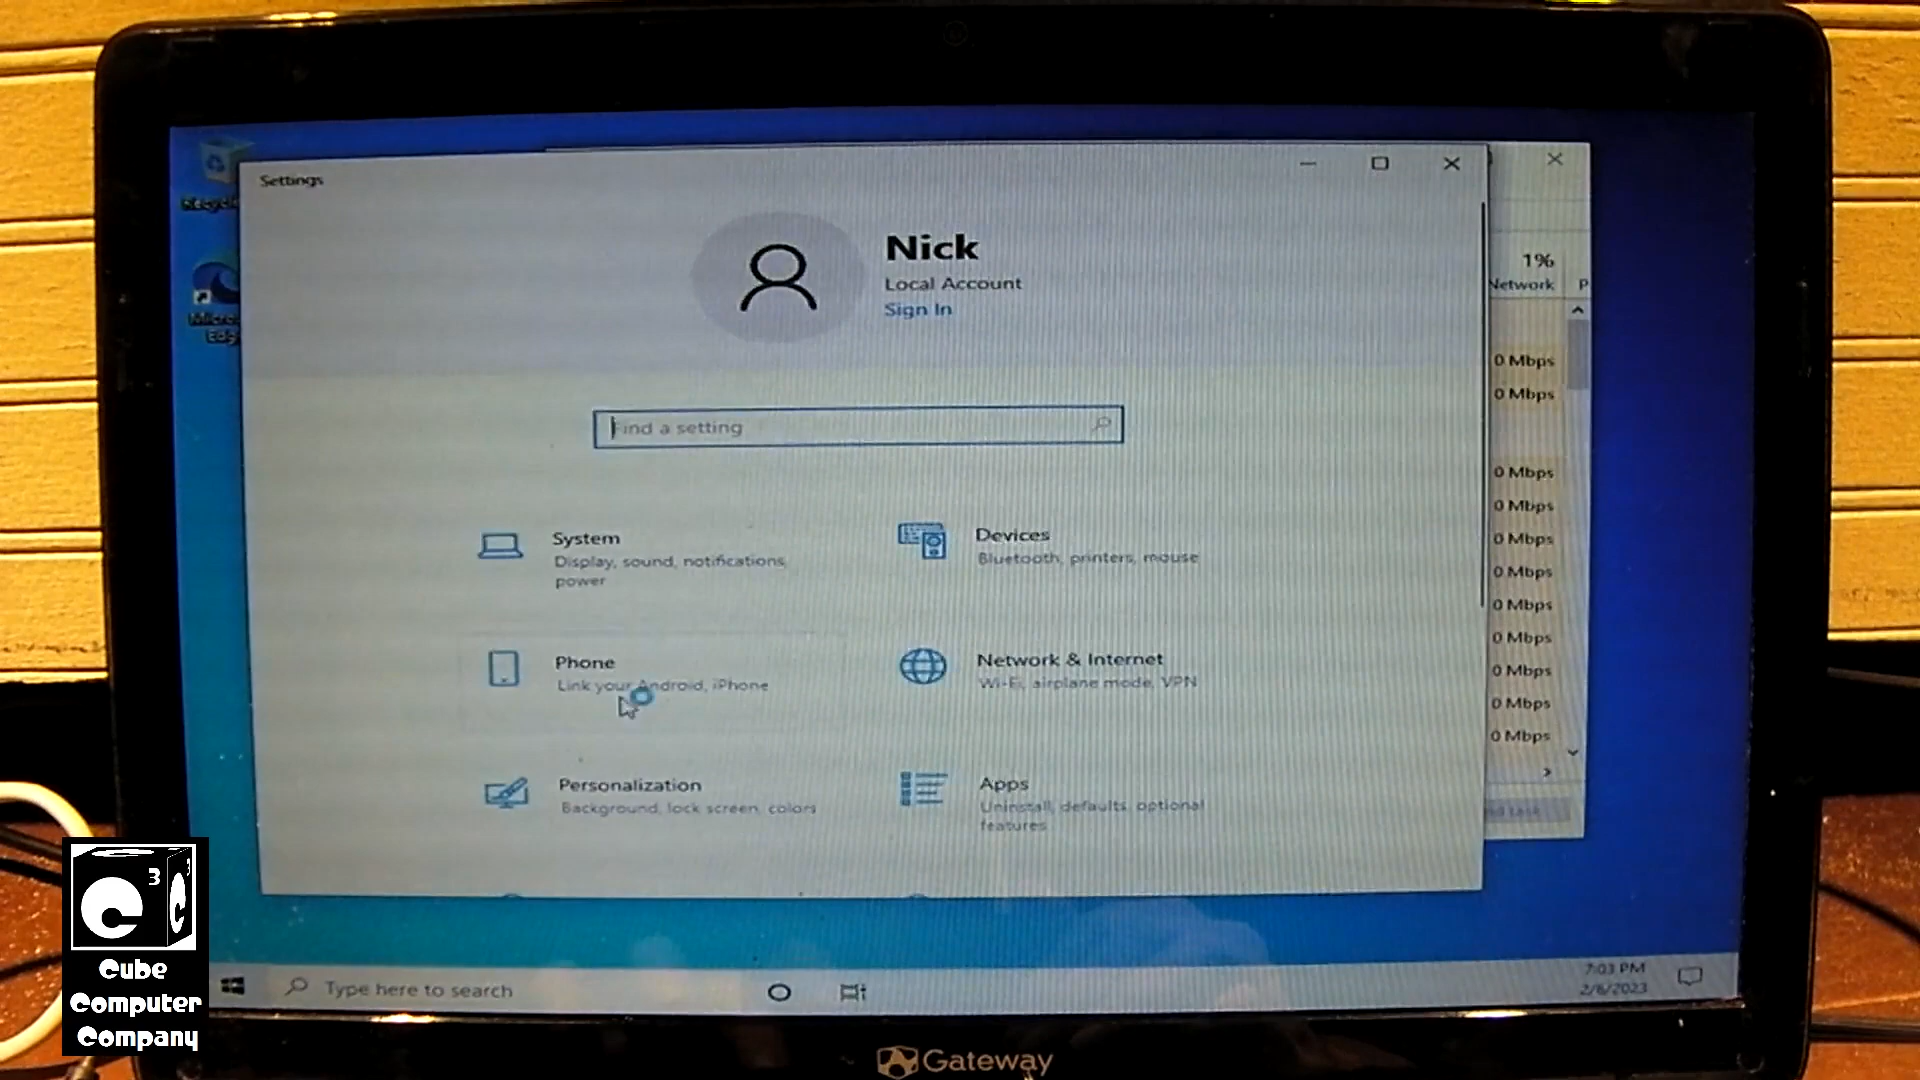 Settings
Nick
Local Account
Sign In
Find a setting
System
Display, sound, notifications,
power
Devices
Bluetooth, printers, mouse
Phone
Link your Android, iPhone
Network & Internet
Wi-Fi, airplane mode, VPN
Personalization
Background, lock screen, colors
Apps
Uninstall, defaults, optional
features
1%
Network
P
0 Mbps
0 Mbps
0 Mbps
0 Mbps
0 Mbps
0 Mbps
0 Mbps
0 Mbps
0 Mbps
0 Mbps
0 Mbps
Edg
Type here to search
7:03 PM
Gateway
C3
C3
Cube
Computer
Company